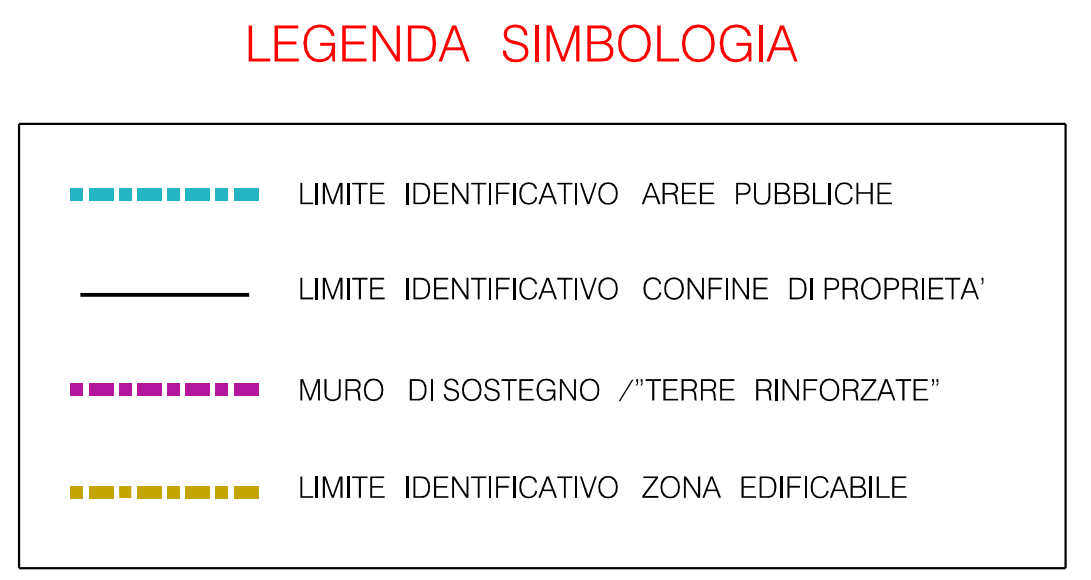 LEGENDA SIMBOLOGIA
LIMITE IDENTIFICATIVO AREE PUBBLICHE
LIMITE IDENTIFICATIVO CONFINE DI PROPRIETA’
MURO DI SOSTEGNO /”TERRE RINFORZATE”
LIMITE IDENTIFICATIVO ZONA EDIFICABILE